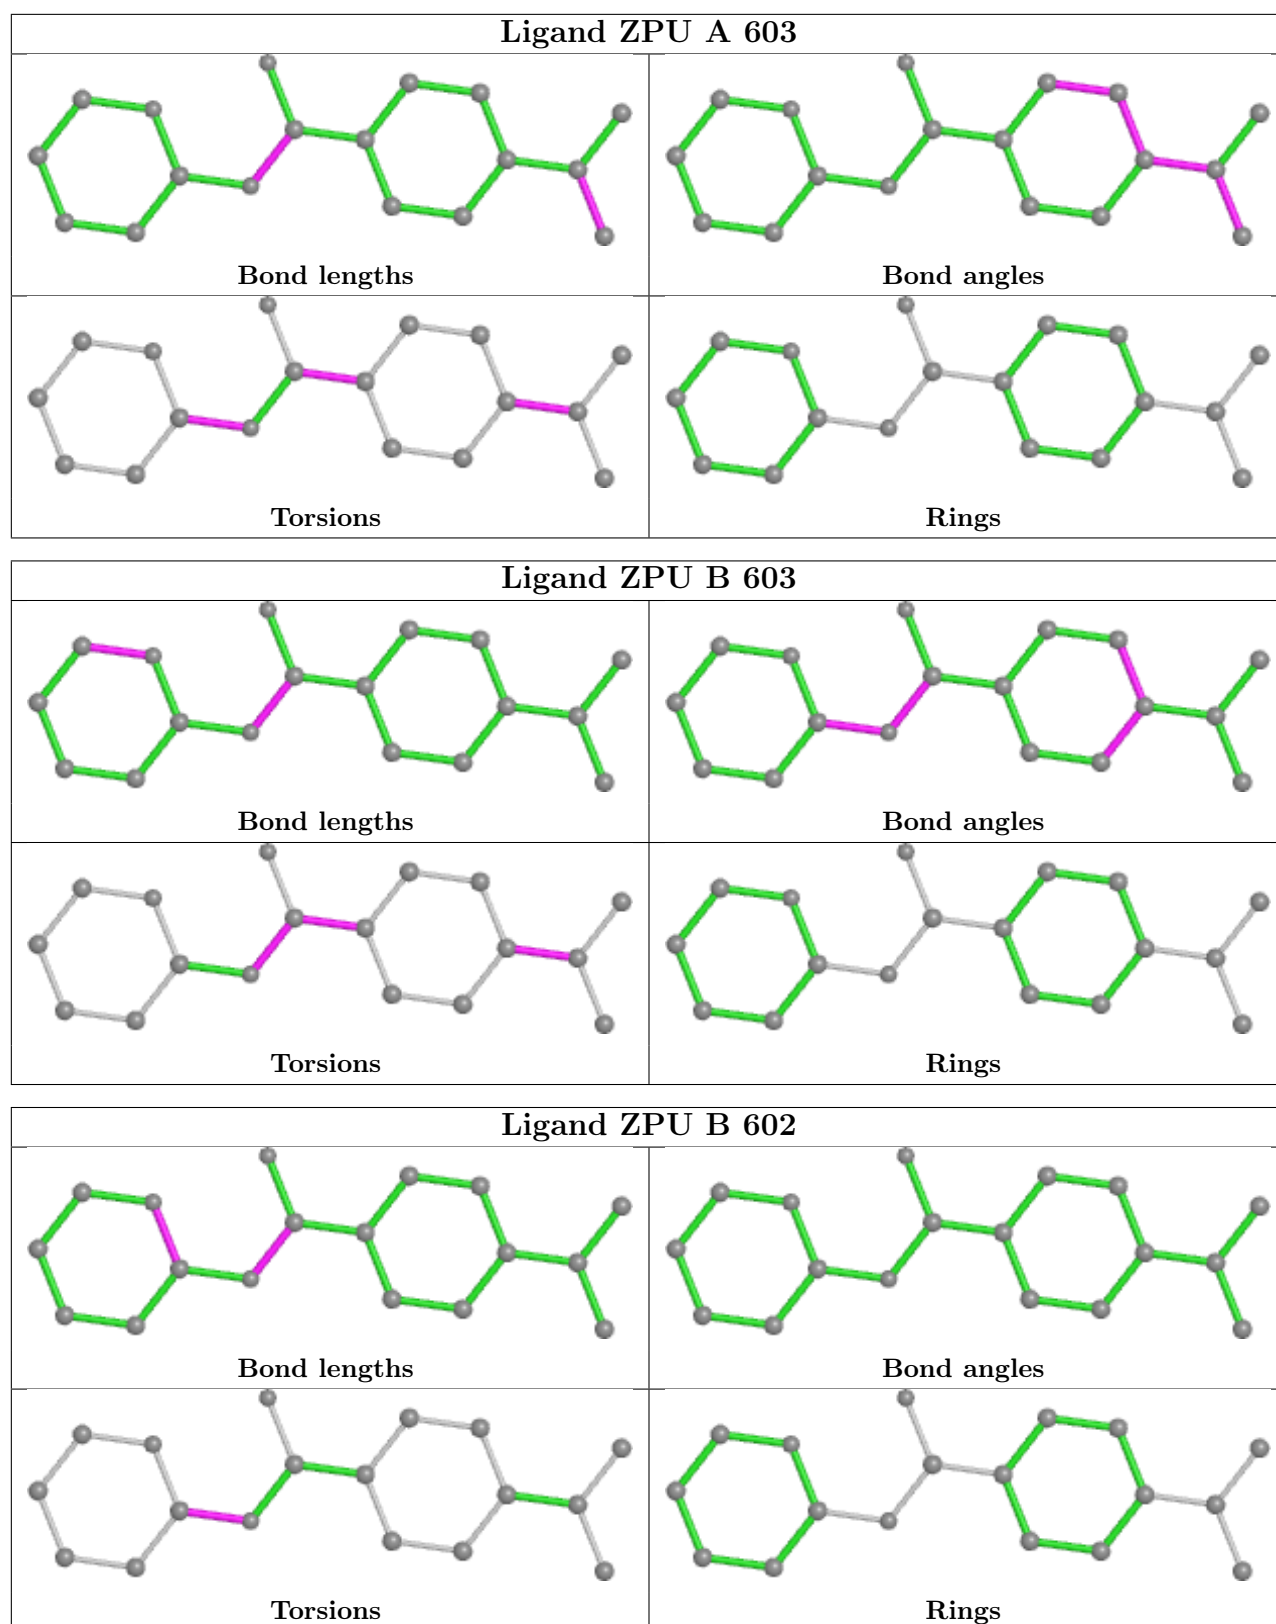 Ligand ZPU A 603
Bond lengths
Bond angles
Torsions
Rings
Ligand ZPU B 603
Bond lengths
Bond angles
Torsions
Rings
Ligand ZPU B 602
Bond lengths
Bond angles
Torsions
Rings